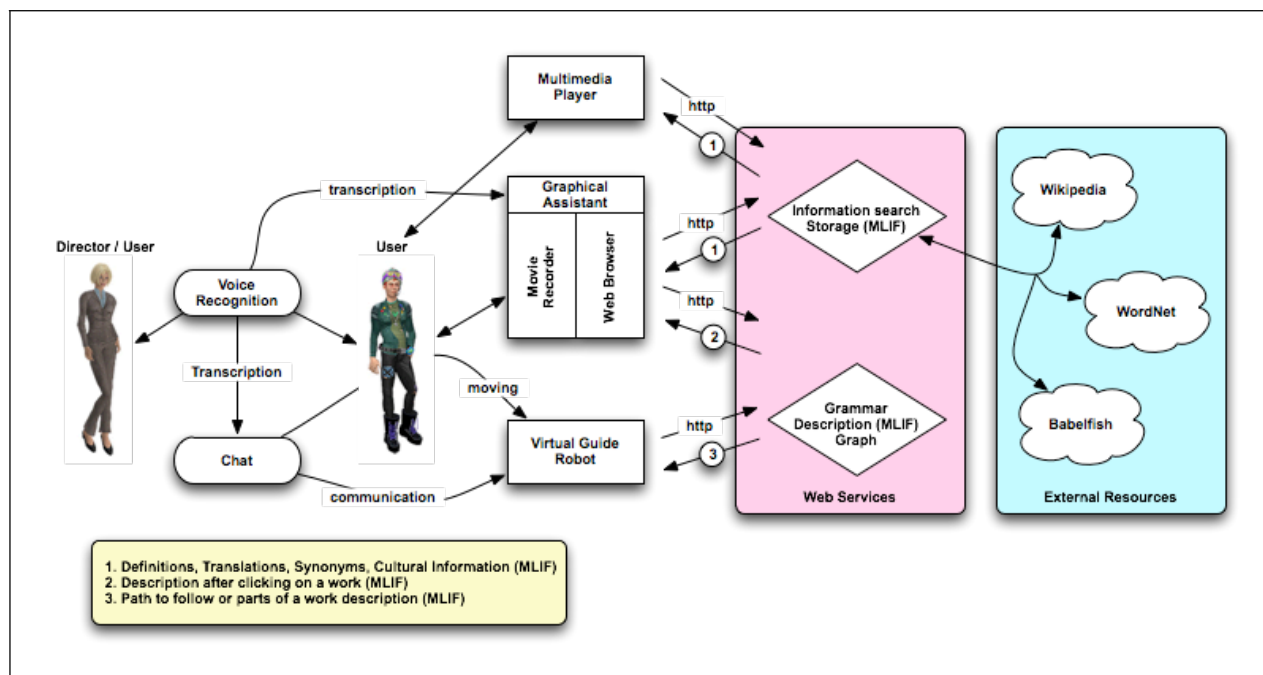 Multimedia
Player
http
1
transcription
Graphical
Assistant
Movie
Recorder
Web Browser
http
1
http
2
Information search
Storage (MLIF)
Wikipedia
WordNet
Babelfish
Director / User
User
Voice
Recognition
Transcription
moving
Chat
communication
Virtual Guide
Robot
http
3
Grammar
Description (MLIF)
Graph
Web Services
External Resources
1. Definitions, Translations, Synonyms, Cultural Information (MLIF)
2. Description after clicking on a work (MLIF)
3. Path to follow or parts of a work description (MLIF)